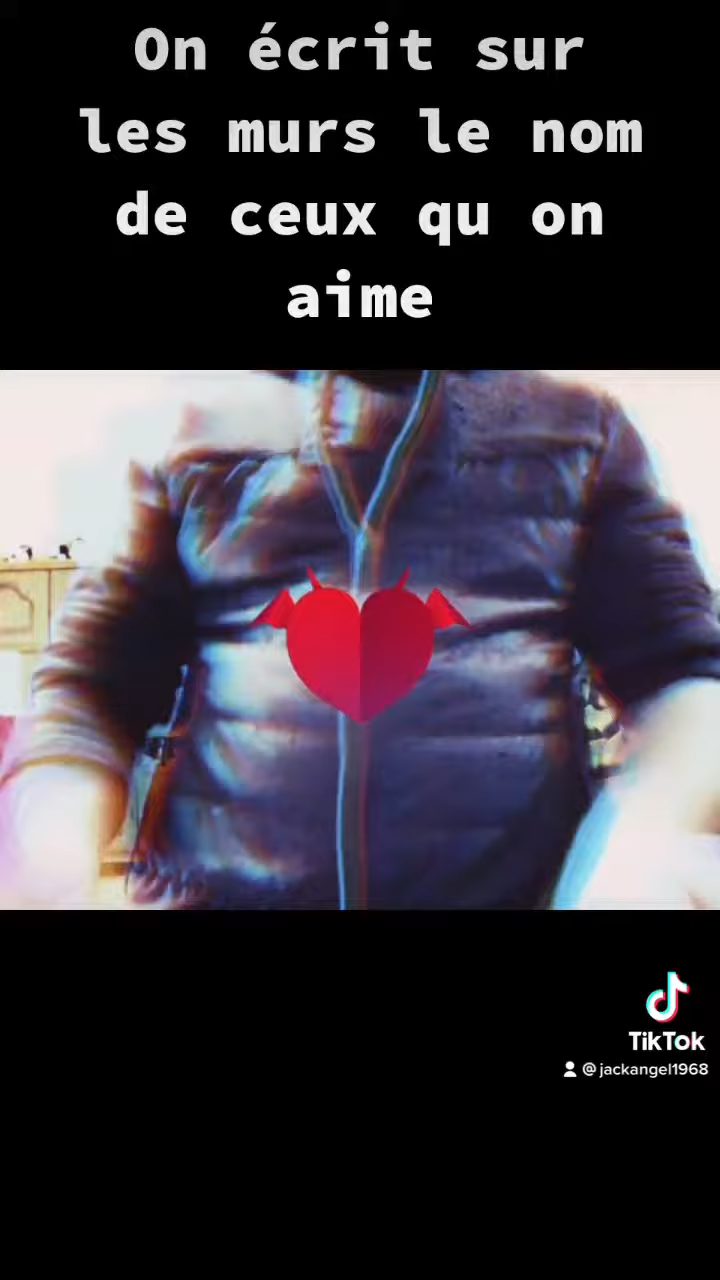 On écrit sur
les murs le nom
de ceux qu on
aime
TikTok
@jackangel1968